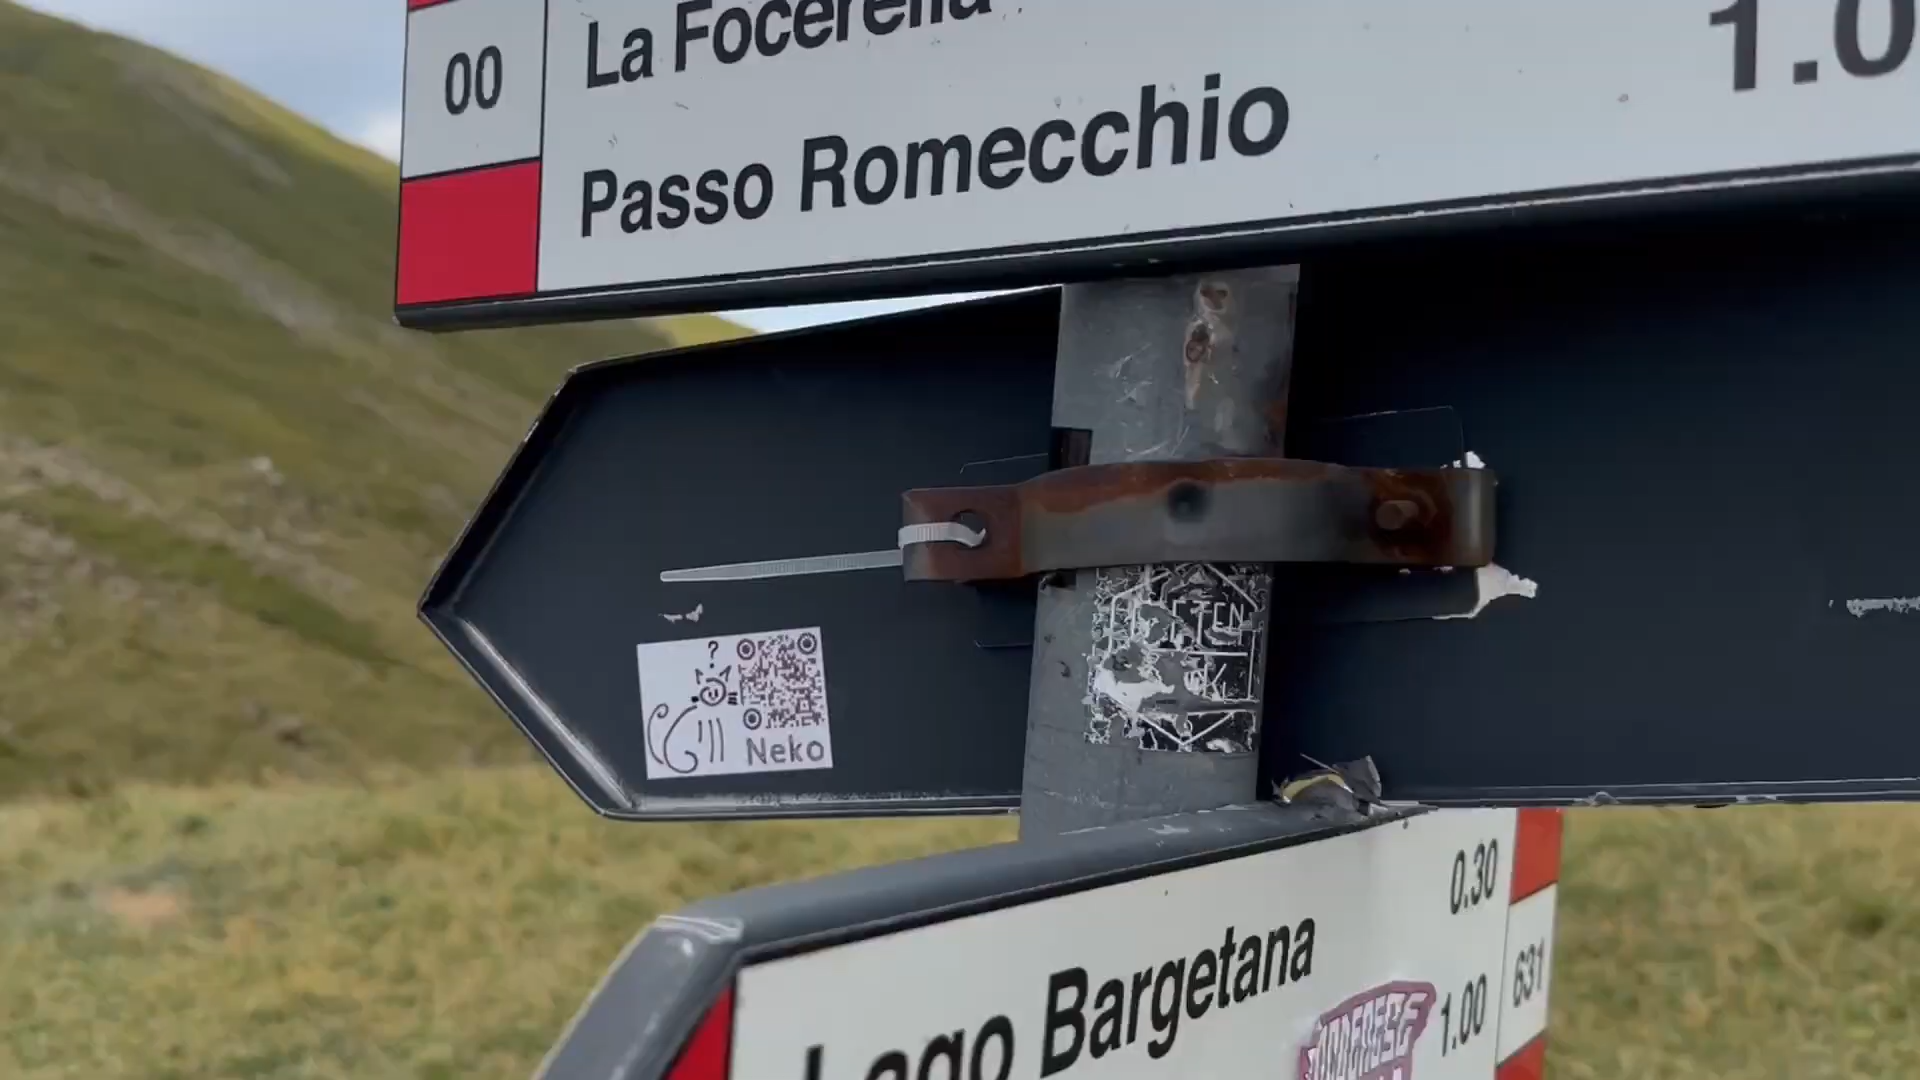 00
La Focerella
Passo Romecchio
1.0
?
Neko
0.30
Lago Bargetana
631
1.00